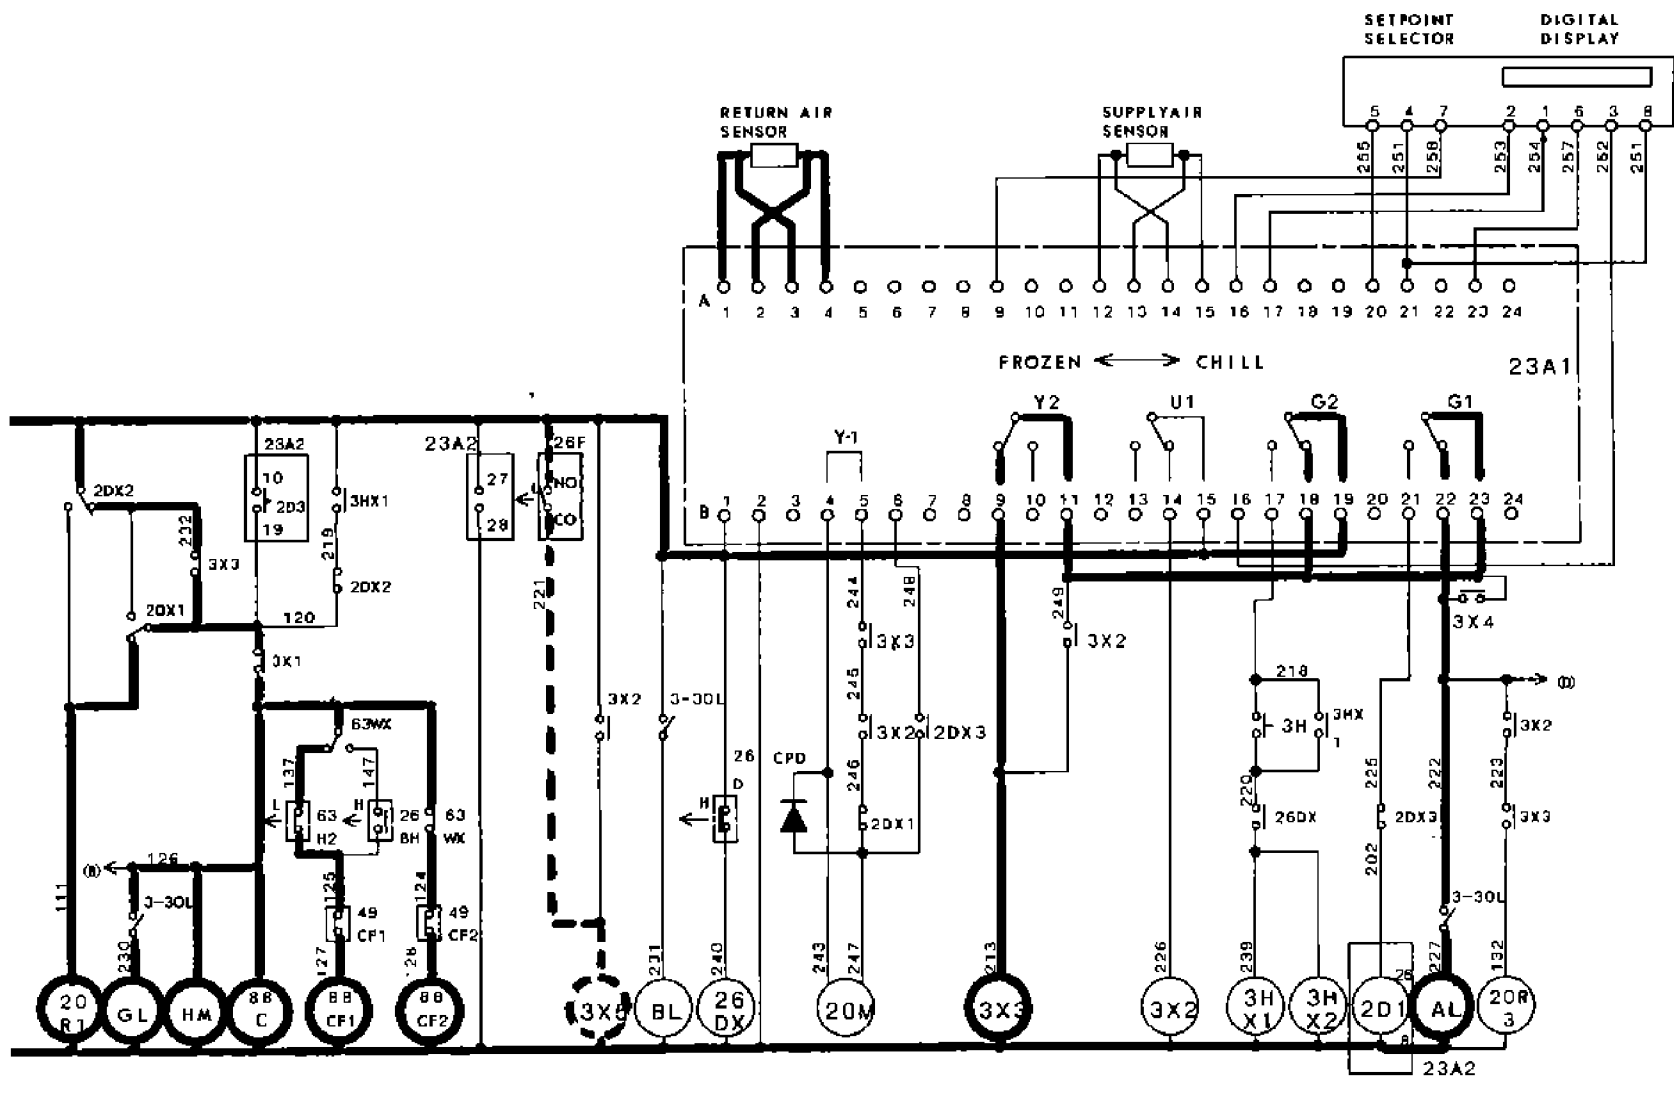 SETPOINT SELECTOR
DIGITAL DISPLAY
5 4 7 2 1 6 3 8
255 251 258 253 254 257 252 251
RETURN AIR SENSOR
SUPPLYAIR SENSOR
A
1 2 3 4 5 6 7 8 9 10 11 12 13 14 15 16 17 18 19 20 21 22 23 24
FROZEN CHILL
23A1
Y-1
Y2
U1
G2
G1
B
1 2 3 4 5 6 7 8 9 10 11 12 13 14 15 16 17 18 19 20 21 22 23 24
23A2
10
2D3
19
3HX1
219
2DX2
2DX2
232
3X3
2DX1
120
3X1
23A2
27
28
26F
NO
CO
221
244
248
249
3X2
3X4
3X3
245
3X2
2DX3
246
2DX1
CPD
3X2
3-30L
26
D
H
63WX
137
147
L
63
H2
H
26
BH
63
WX
126
(B)
111
3-30L
230
125
49
CF1
127
124
49
CF2
128
218
3H
3HX
1
220
26DX
225
2DX3
202
222
(D)
3X2
223
3X3
3-30L
231
240
243
247
213
226
239
227
132
26
8
20
R1
GL
HM
88
C
88
CF1
88
CF2
3X5
BL
26
DX
20M
3X3
3X2
3H
X1
3H
X2
2D1
AL
20R
3
23A2